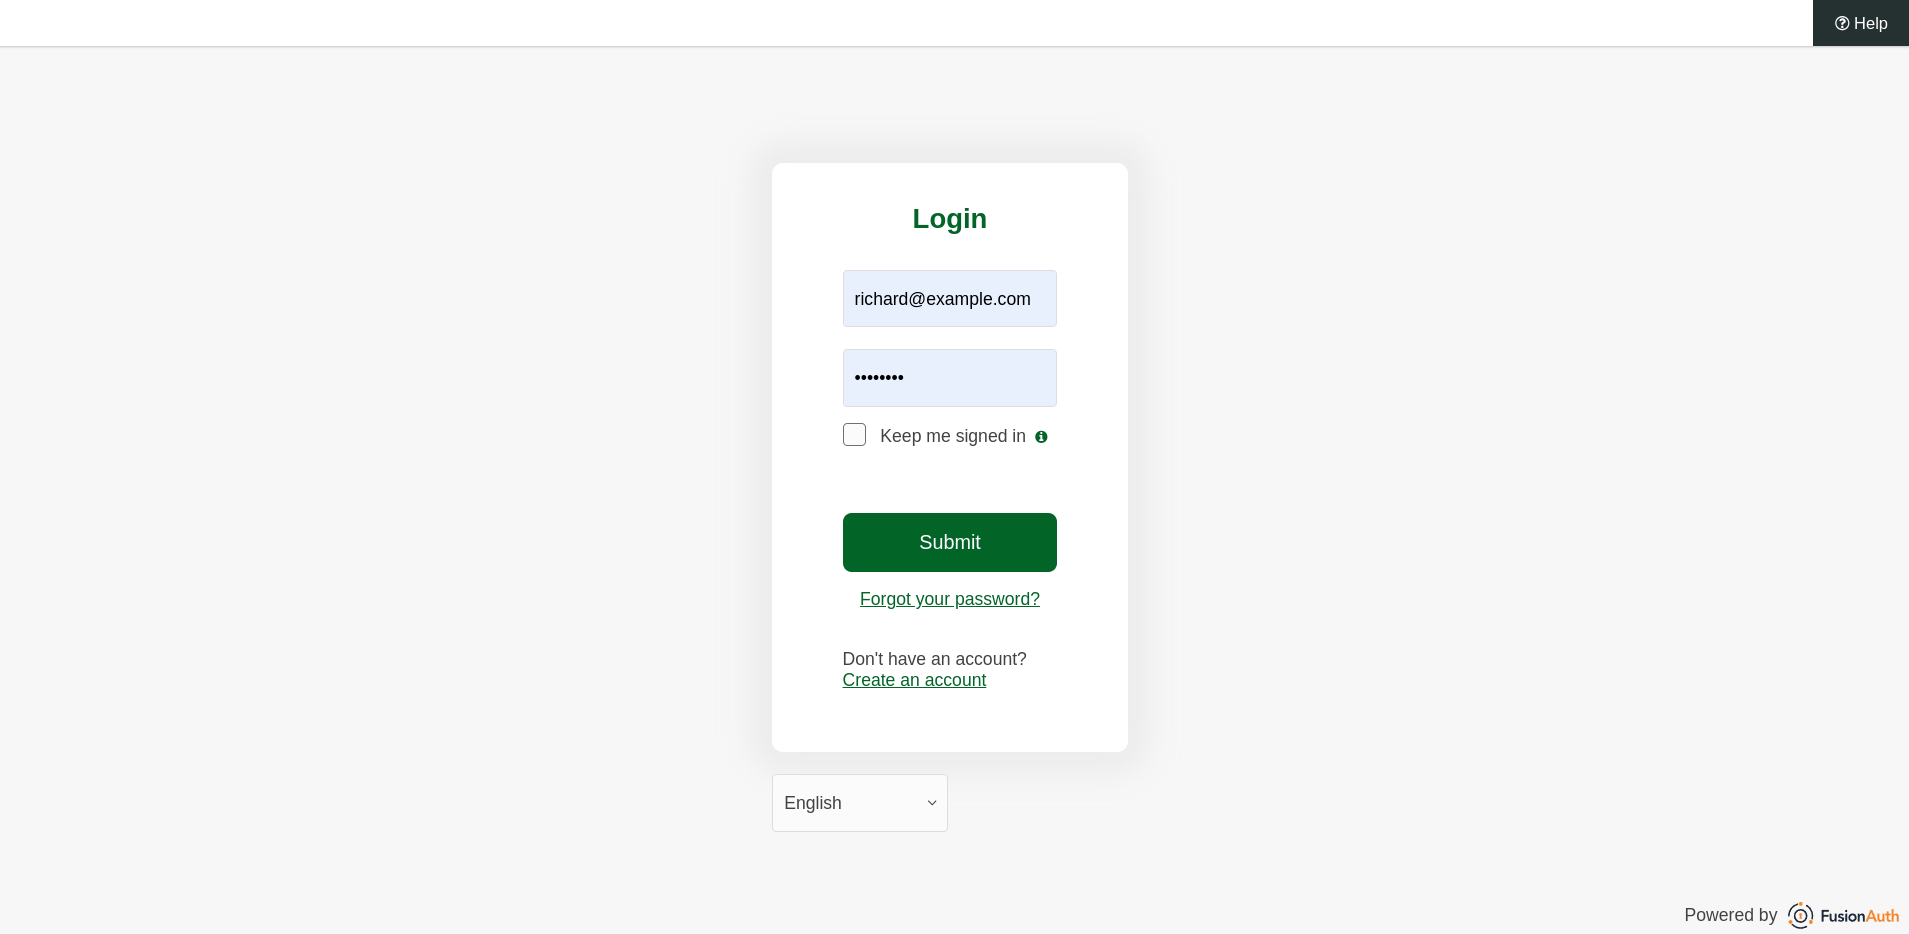 Help
Login
richard@example.com
••••••••
Keep me signed in
Submit
Forgot your password?
Don't have an account?
Create an account
English
Powered by FusionAuth